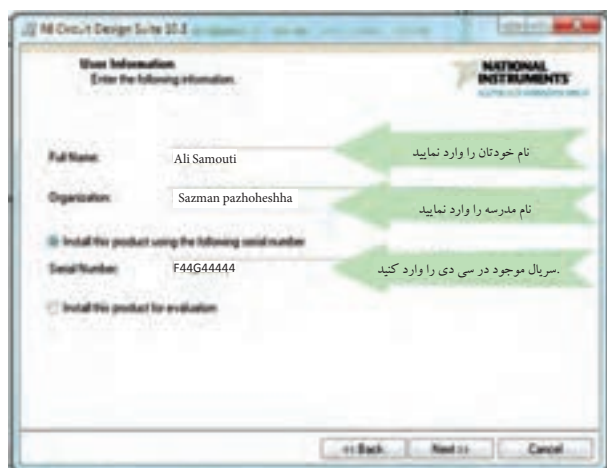 NI Circuit Design Suite 10.1
User Information
Enter the following information.
NATIONAL
INSTRUMENTS
Full Name:
Ali Samouti
نام خودتان را وارد نمایید
Organization:
Sazman pazhoheshha
نام مدرسه را وارد نمایید
Install this product using the following serial number
Serial Number:
F44G44444
سریال موجود در سی دی را وارد کنید.
Install this product for evaluation
<< Back
Next >>
Cancel